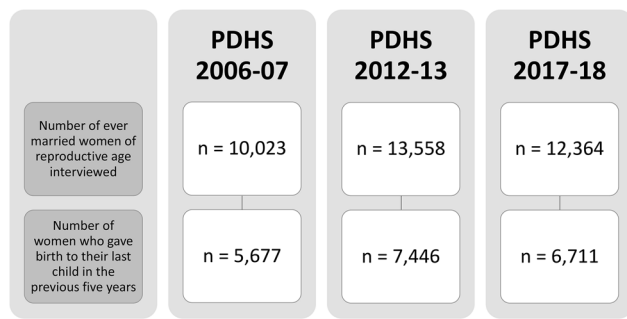 PDHS
2006-07
PDHS
2012-13
PDHS
2017-18
Number of ever
married women of
reproductive age
interviewed
n = 10,023
n = 13,558
n = 12,364
Number of
women who gave
birth to their last
child in the
previous five years
n = 5,677
n = 7,446
n = 6,711